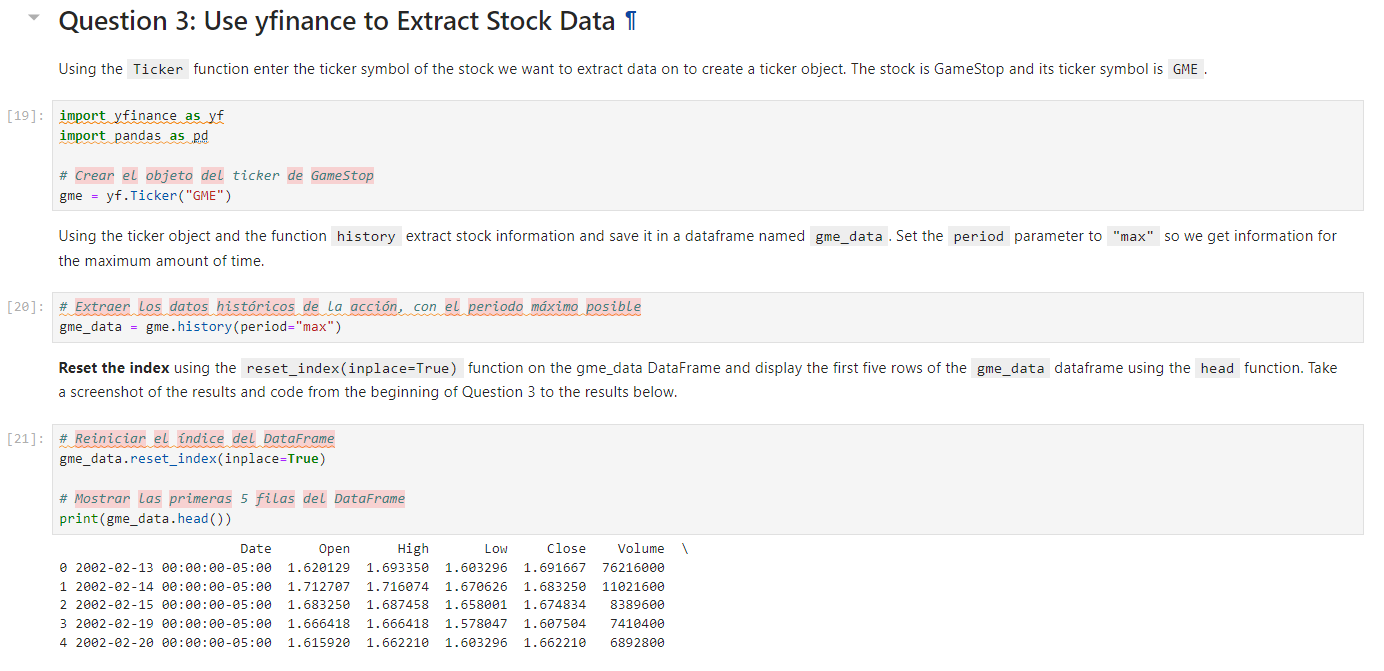 Question 3: Use yfinance to Extract Stock Data ¶
Using the Ticker function enter the ticker symbol of the stock we want to extract data on to create a ticker object. The stock is GameStop and its ticker symbol is GME .
[19]: import yfinance as yf
import pandas as pd
# Crear el objeto del ticker de GameStop
gme = yf.Ticker("GME")
Using the ticker object and the function history extract stock information and save it in a dataframe named gme_data . Set the period parameter to "max" so we get information for
the maximum amount of time.
[20]: # Extraer los datos históricos de la acción, con el periodo máximo posible
gme_data = gme.history(period="max")
Reset the index using the reset_index(inplace=True) function on the gme_data DataFrame and display the first five rows of the gme_data dataframe using the head function. Take
a screenshot of the results and code from the beginning of Question 3 to the results below.
[21]: # Reiniciar el índice del DataFrame
gme_data.reset_index(inplace=True)
# Mostrar las primeras 5 filas del DataFrame
print(gme_data.head())
Date Open High Low Close Volume \
0 2002-02-13 00:00:00-05:00 1.620129 1.693350 1.603296 1.691667 76216000
1 2002-02-14 00:00:00-05:00 1.712707 1.716074 1.670626 1.683250 11021600
2 2002-02-15 00:00:00-05:00 1.683250 1.687458 1.658001 1.674834 8389600
3 2002-02-19 00:00:00-05:00 1.666418 1.666418 1.578047 1.607504 7410400
4 2002-02-20 00:00:00-05:00 1.615920 1.662210 1.603296 1.662210 6892800